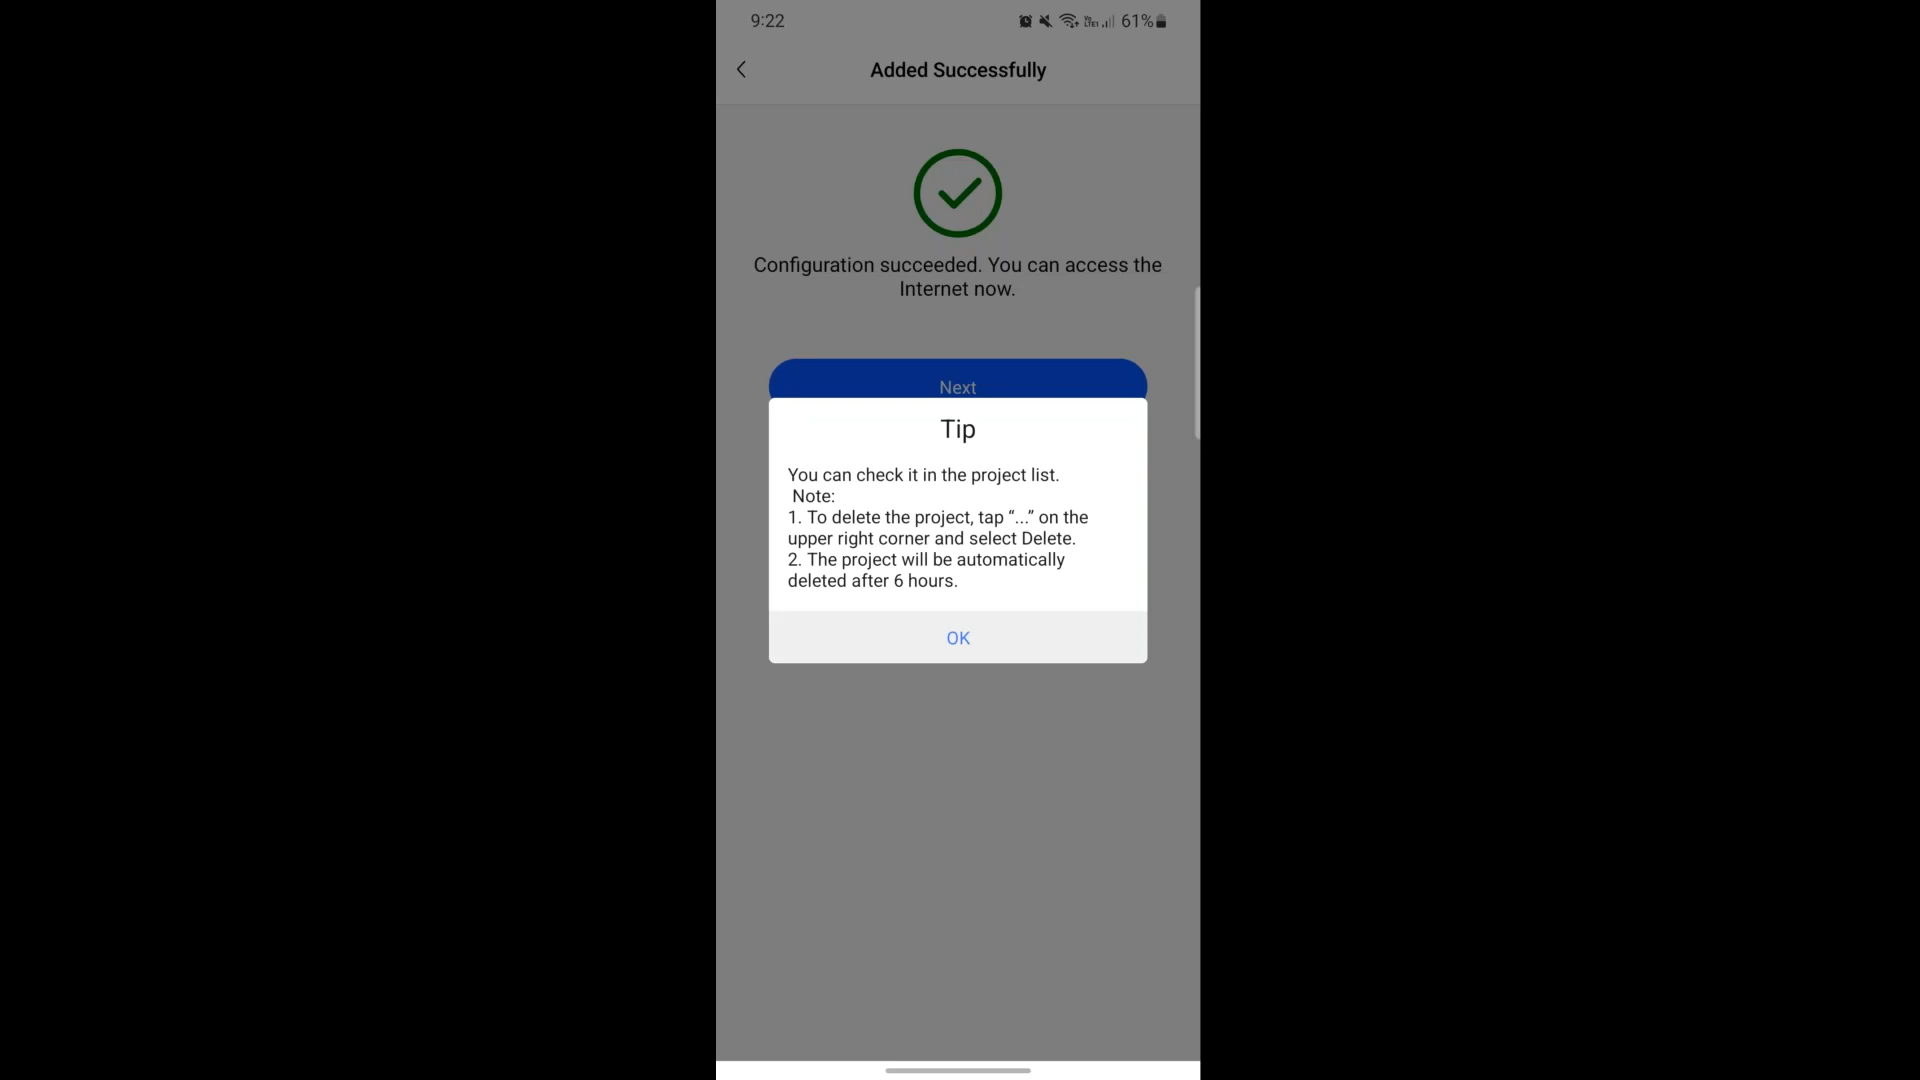 9:22
61%
Added Successfully
Configuration succeeded. You can access the
Internet now.
Next
Tip
You can check it in the project list.
Note:
1. To delete the project, tap “...” on the
upper right corner and select Delete.
2. The project will be automatically
deleted after 6 hours.
OK